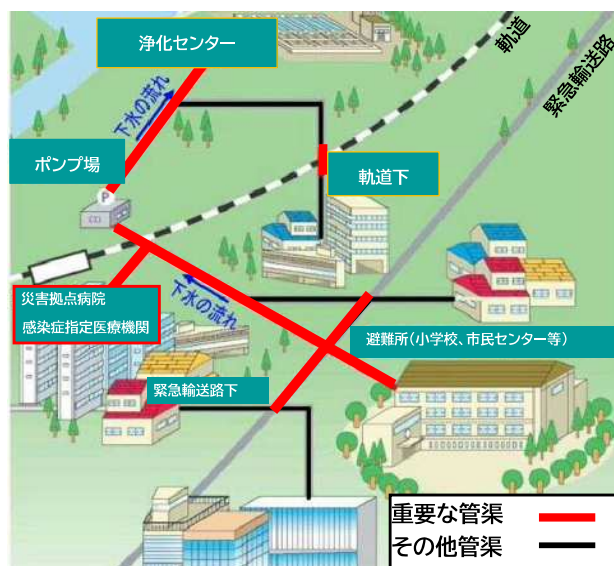 浄化センター
軌道
緊急輸送路
下水の流れ
ポンプ場
軌道下
P
災害拠点病院
感染症指定医療機関
下水の流れ
避難所(小学校、市民センター等)
緊急輸送路下
重要な管渠
その他管渠